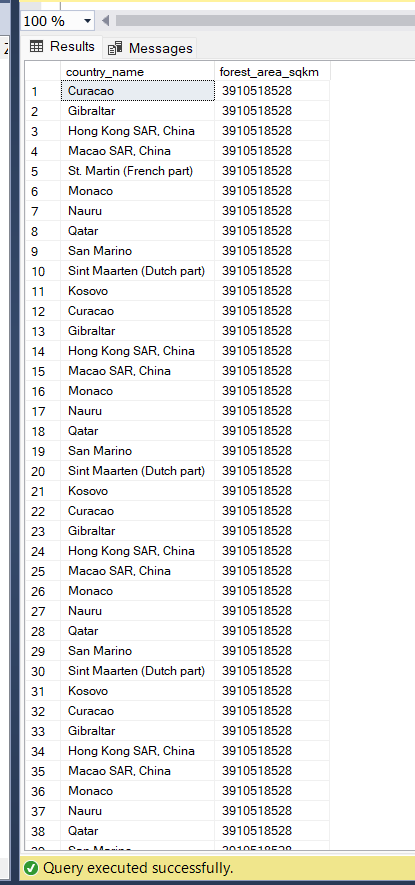 100 %
Results Messages
country_name forest_area_sqkm
1 Curacao 3910518528
2 Gibraltar 3910518528
3 Hong Kong SAR, China 3910518528
4 Macao SAR, China 3910518528
5 St. Martin (French part) 3910518528
6 Monaco 3910518528
7 Nauru 3910518528
8 Qatar 3910518528
9 San Marino 3910518528
10 Sint Maarten (Dutch part) 3910518528
11 Kosovo 3910518528
12 Curacao 3910518528
13 Gibraltar 3910518528
14 Hong Kong SAR, China 3910518528
15 Macao SAR, China 3910518528
16 Monaco 3910518528
17 Nauru 3910518528
18 Qatar 3910518528
19 San Marino 3910518528
20 Sint Maarten (Dutch part) 3910518528
21 Kosovo 3910518528
22 Curacao 3910518528
23 Gibraltar 3910518528
24 Hong Kong SAR, China 3910518528
25 Macao SAR, China 3910518528
26 Monaco 3910518528
27 Nauru 3910518528
28 Qatar 3910518528
29 San Marino 3910518528
30 Sint Maarten (Dutch part) 3910518528
31 Kosovo 3910518528
32 Curacao 3910518528
33 Gibraltar 3910518528
34 Hong Kong SAR, China 3910518528
35 Macao SAR, China 3910518528
36 Monaco 3910518528
37 Nauru 3910518528
38 Qatar 3910518528
Query executed successfully.